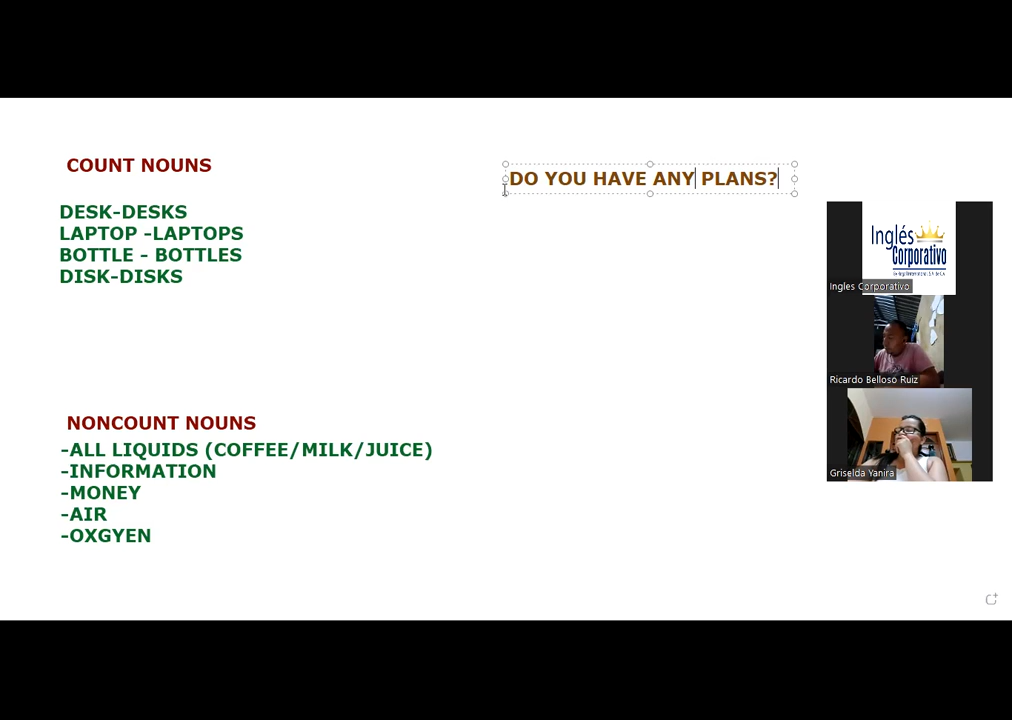 COUNT NOUNS
DESK-DESKS
LAPTOP -LAPTOPS
BOTTLE - BOTTLES
DISK-DISKS
NONCOUNT NOUNS
-ALL LIQUIDS (COFFEE/MILK/JUICE)
-INFORMATION
-MONEY
-AIR
-OXGYEN
DO YOU HAVE ANY PLANS?
Inglés
Corporativo
Ingles Corporativo
Ricardo Belloso Ruiz
Griselda Yanira